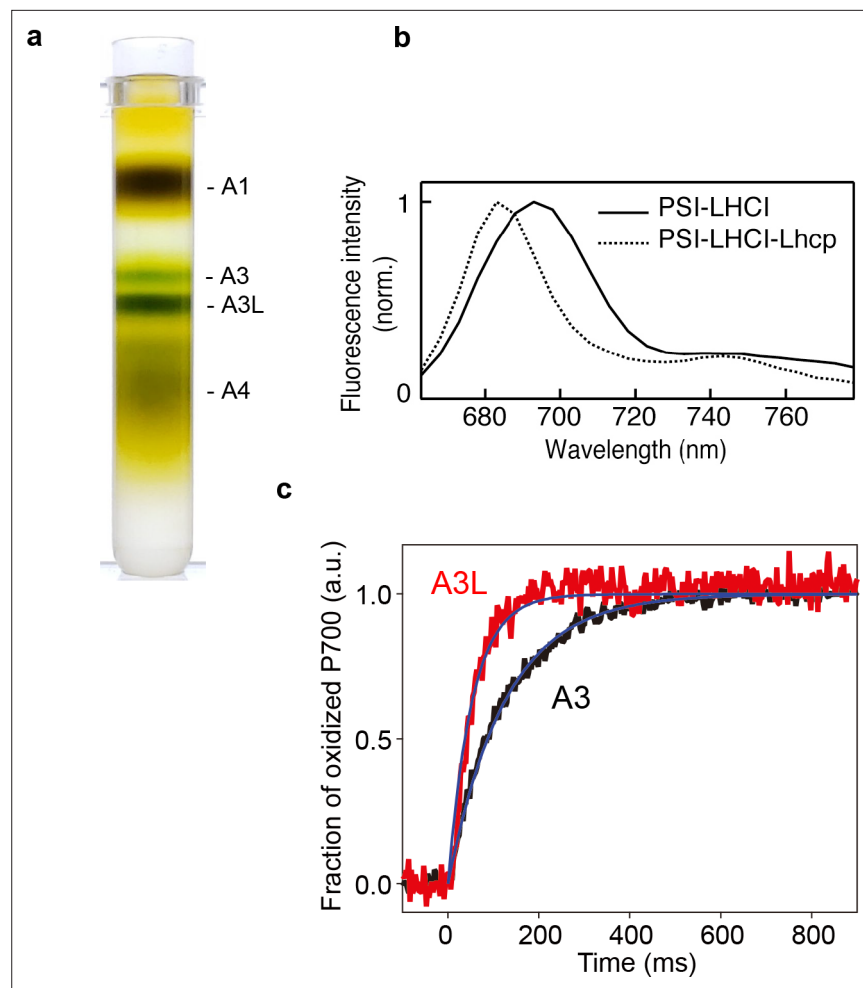 a
- A1
- A3
- A3L
- A4
b
Fluorescence intensity
(norm.)
1
0
PSI-LHCI
PSI-LHCI-Lhcp
680 700 720 740 760
Wavelength (nm)
c
Fraction of oxidized P700 (a.u.)
1.0
0.5
0.0
A3L
A3
0 200 400 600 800
Time (ms)